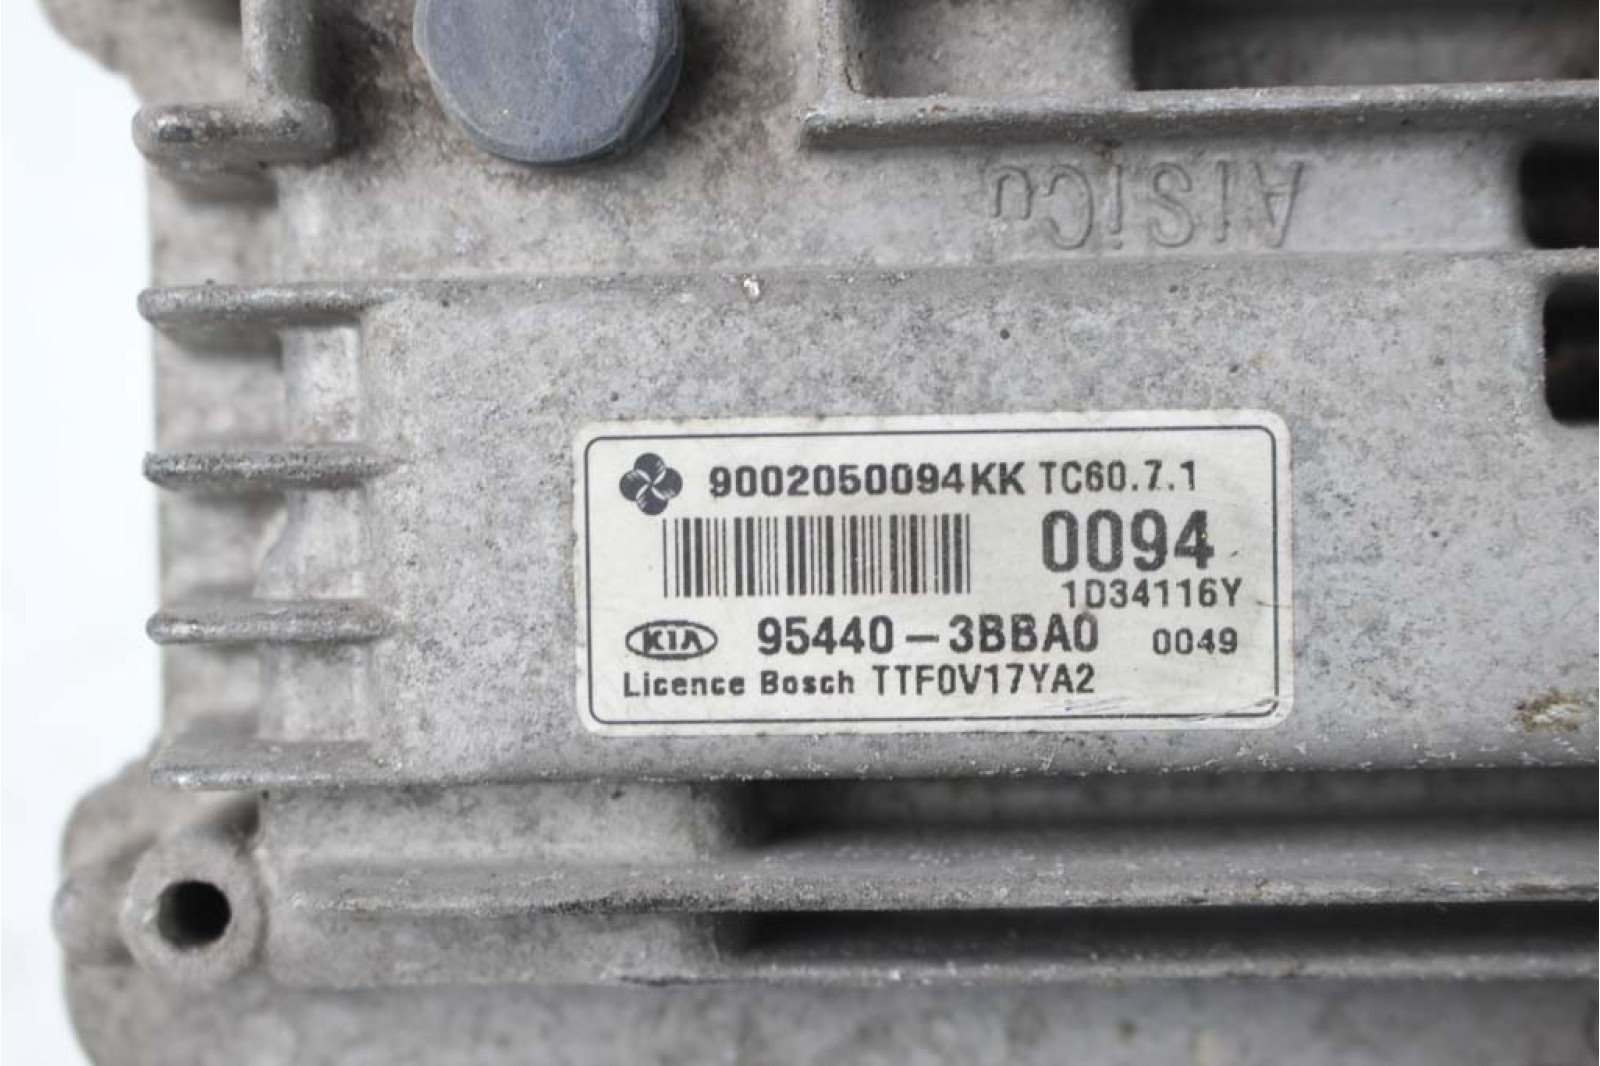 AlSiCu
9002050094KK TC60.7.1
0094
1D34116Y
KIA 95440-3BBA0 0049
Licence Bosch TTF0V17YA2